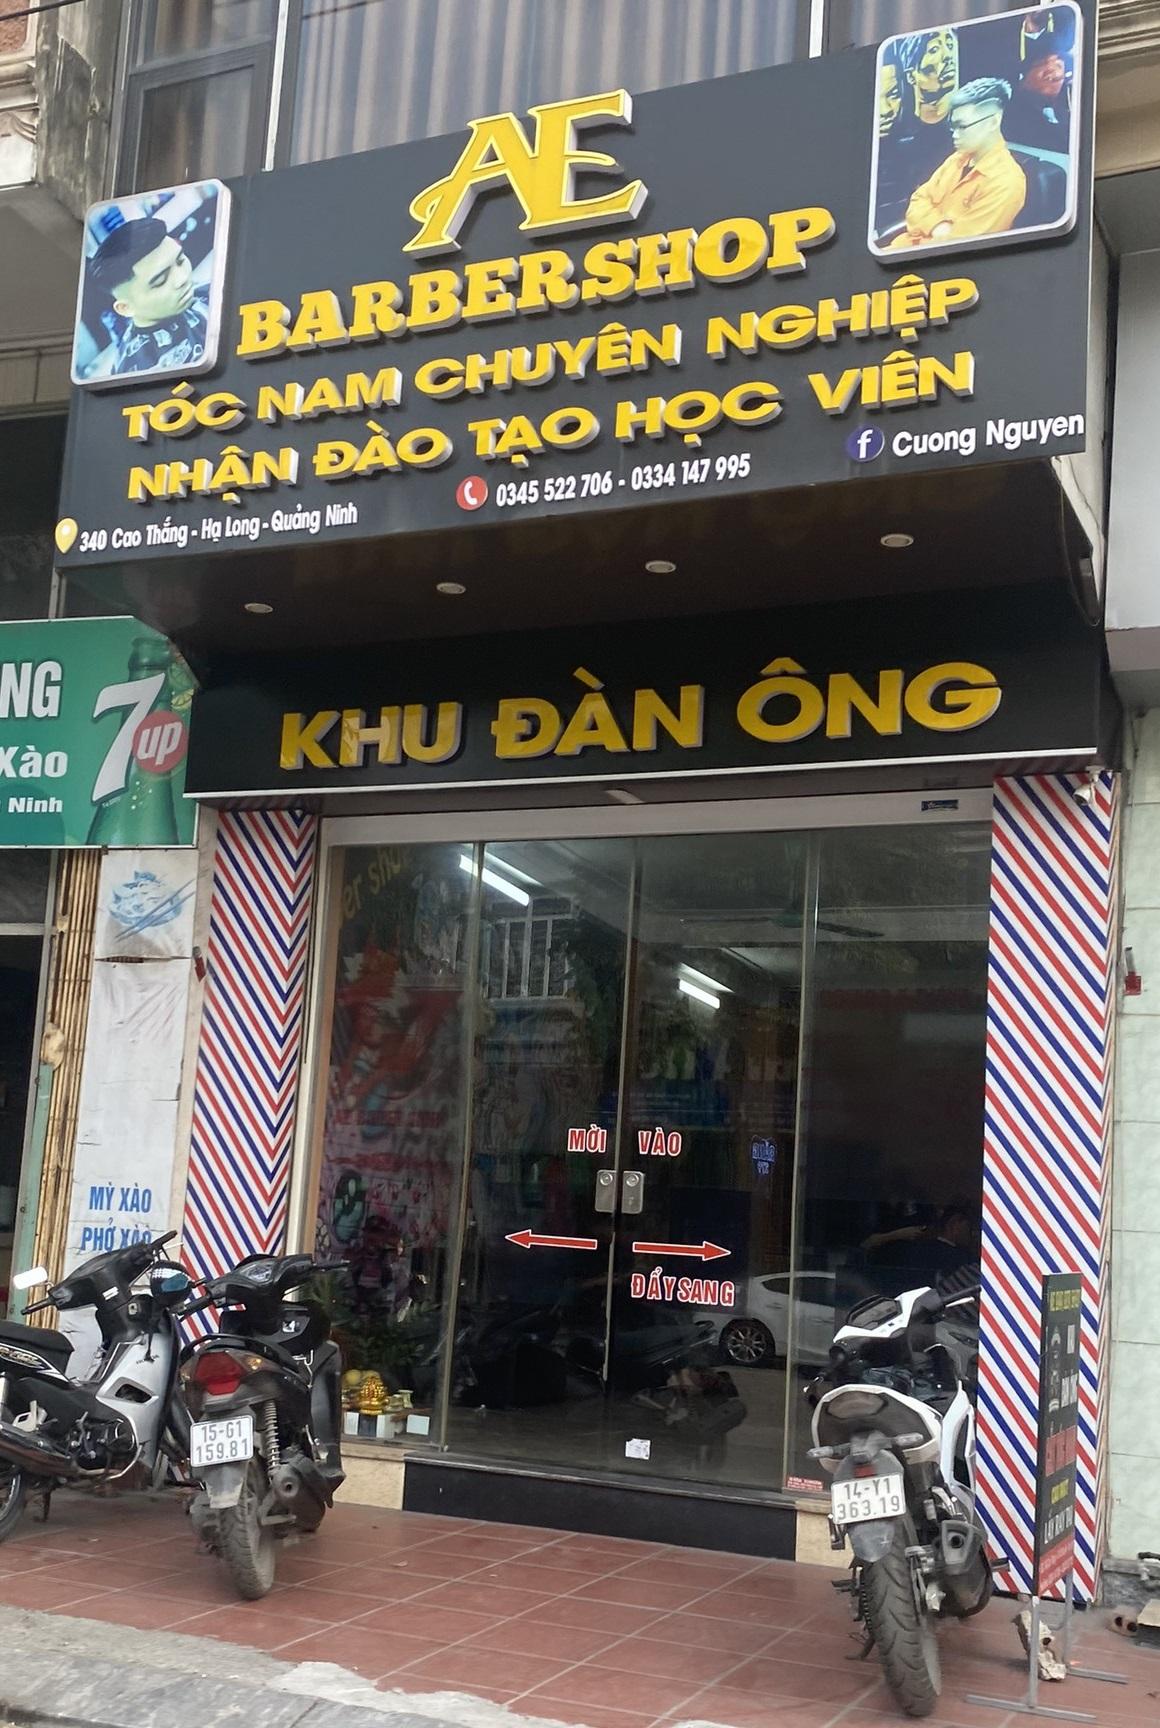 AE
BARBERSHOP
TÓC NAM CHUYÊN NGHIỆP
NHẬN ĐÀO TẠO HỌC VIÊN
f Cuong Nguyen
0345 522 706 - 0334 147 995
340 Cao Thắng - Hạ Long - Quảng Ninh
KHU ĐÀN ÔNG
NG
7up
Xào
Ninh
MỜI VÀO
ĐẨY SANG
MỲ XÀO
PHỞ XÀO
15-G1
159.81
14-Y1
363.19